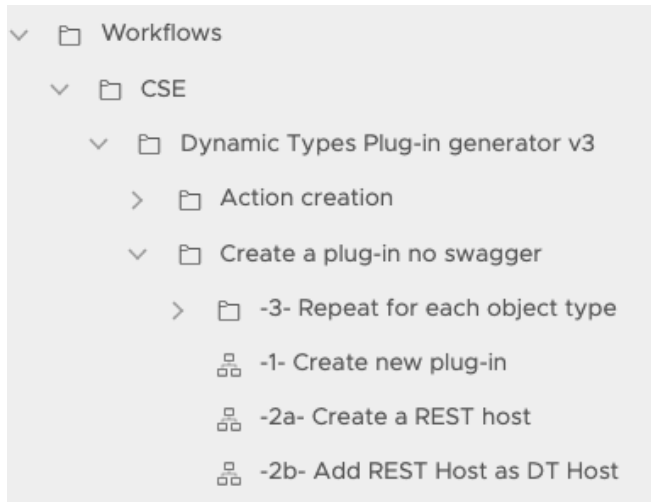 Workflows
CSE
Dynamic Types Plug-in generator v3
Action creation
Create a plug-in no swagger
-3- Repeat for each object type
-1- Create new plug-in
-2a- Create a REST host
-2b- Add REST Host as DT Host